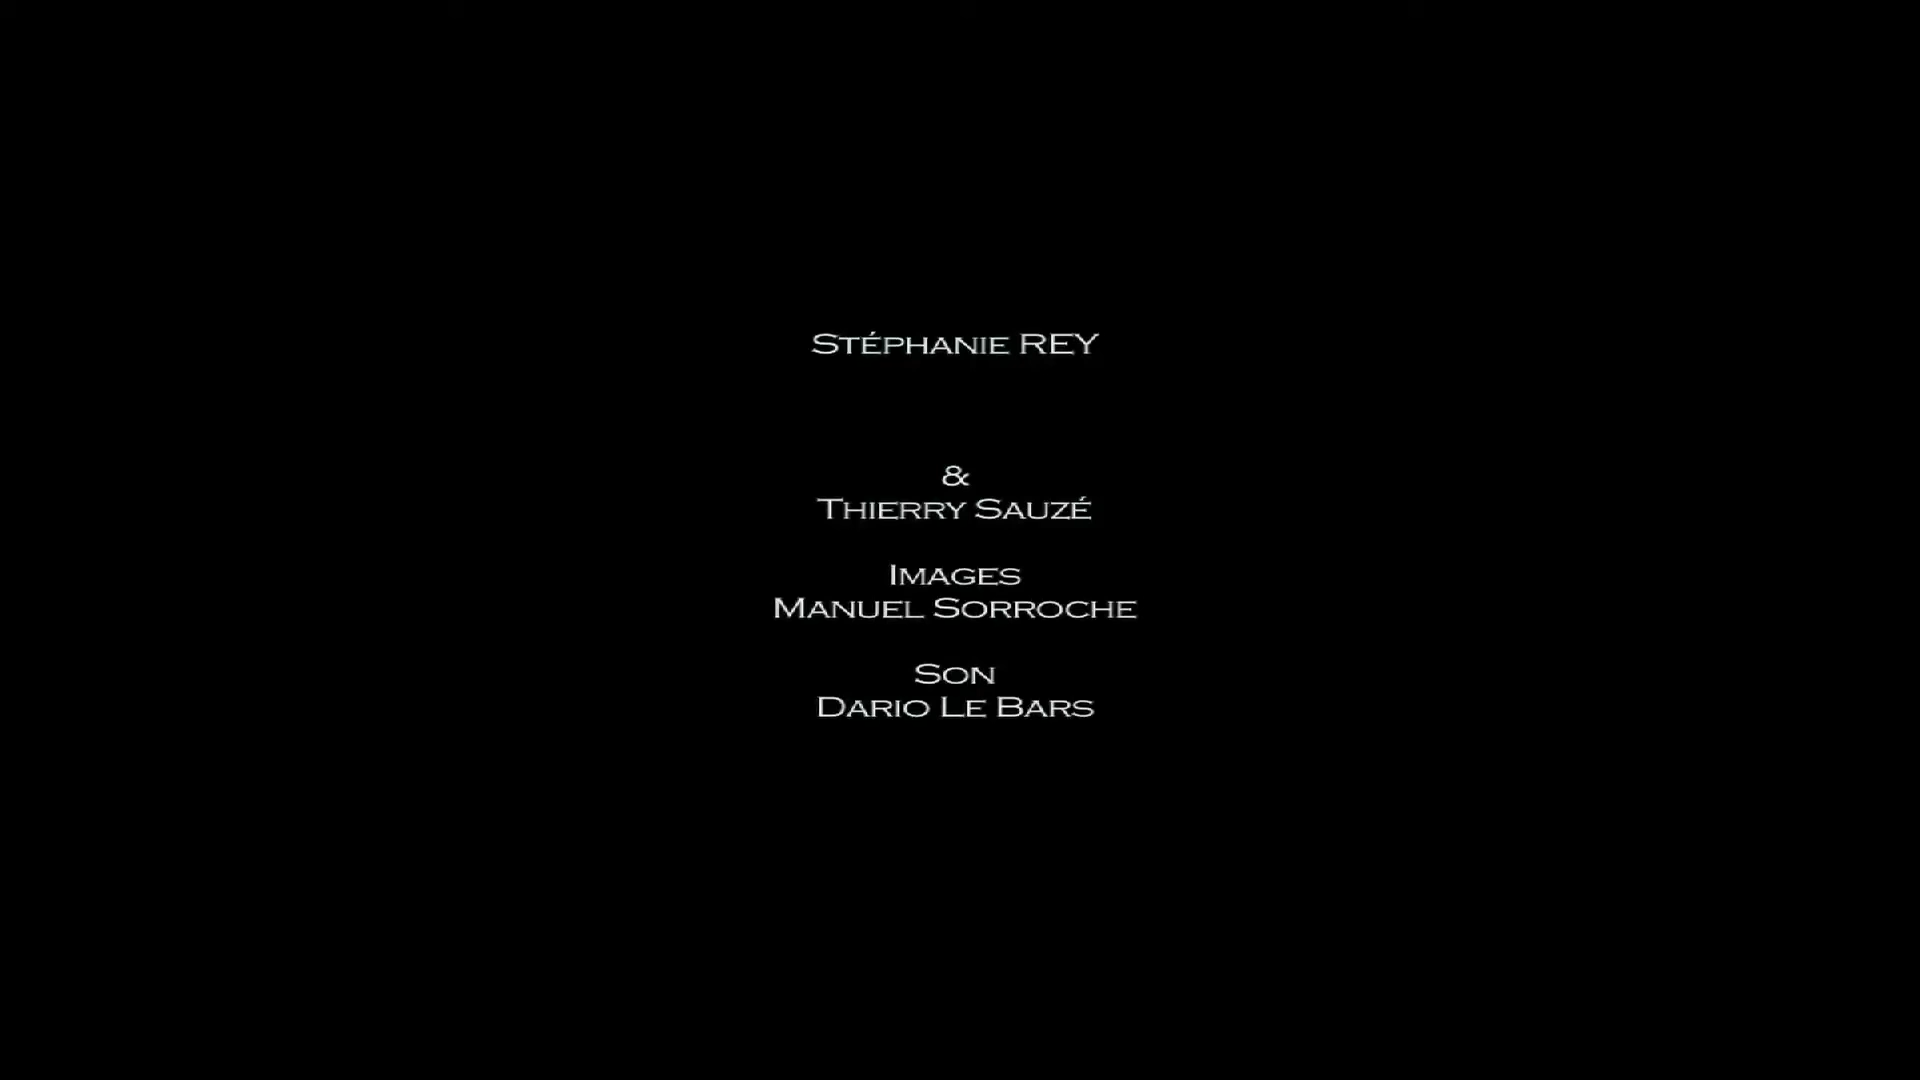 Stéphanie REY
&
Thierry Sauzé
Images
Manuel Sorroche
Son
Dario Le Bars